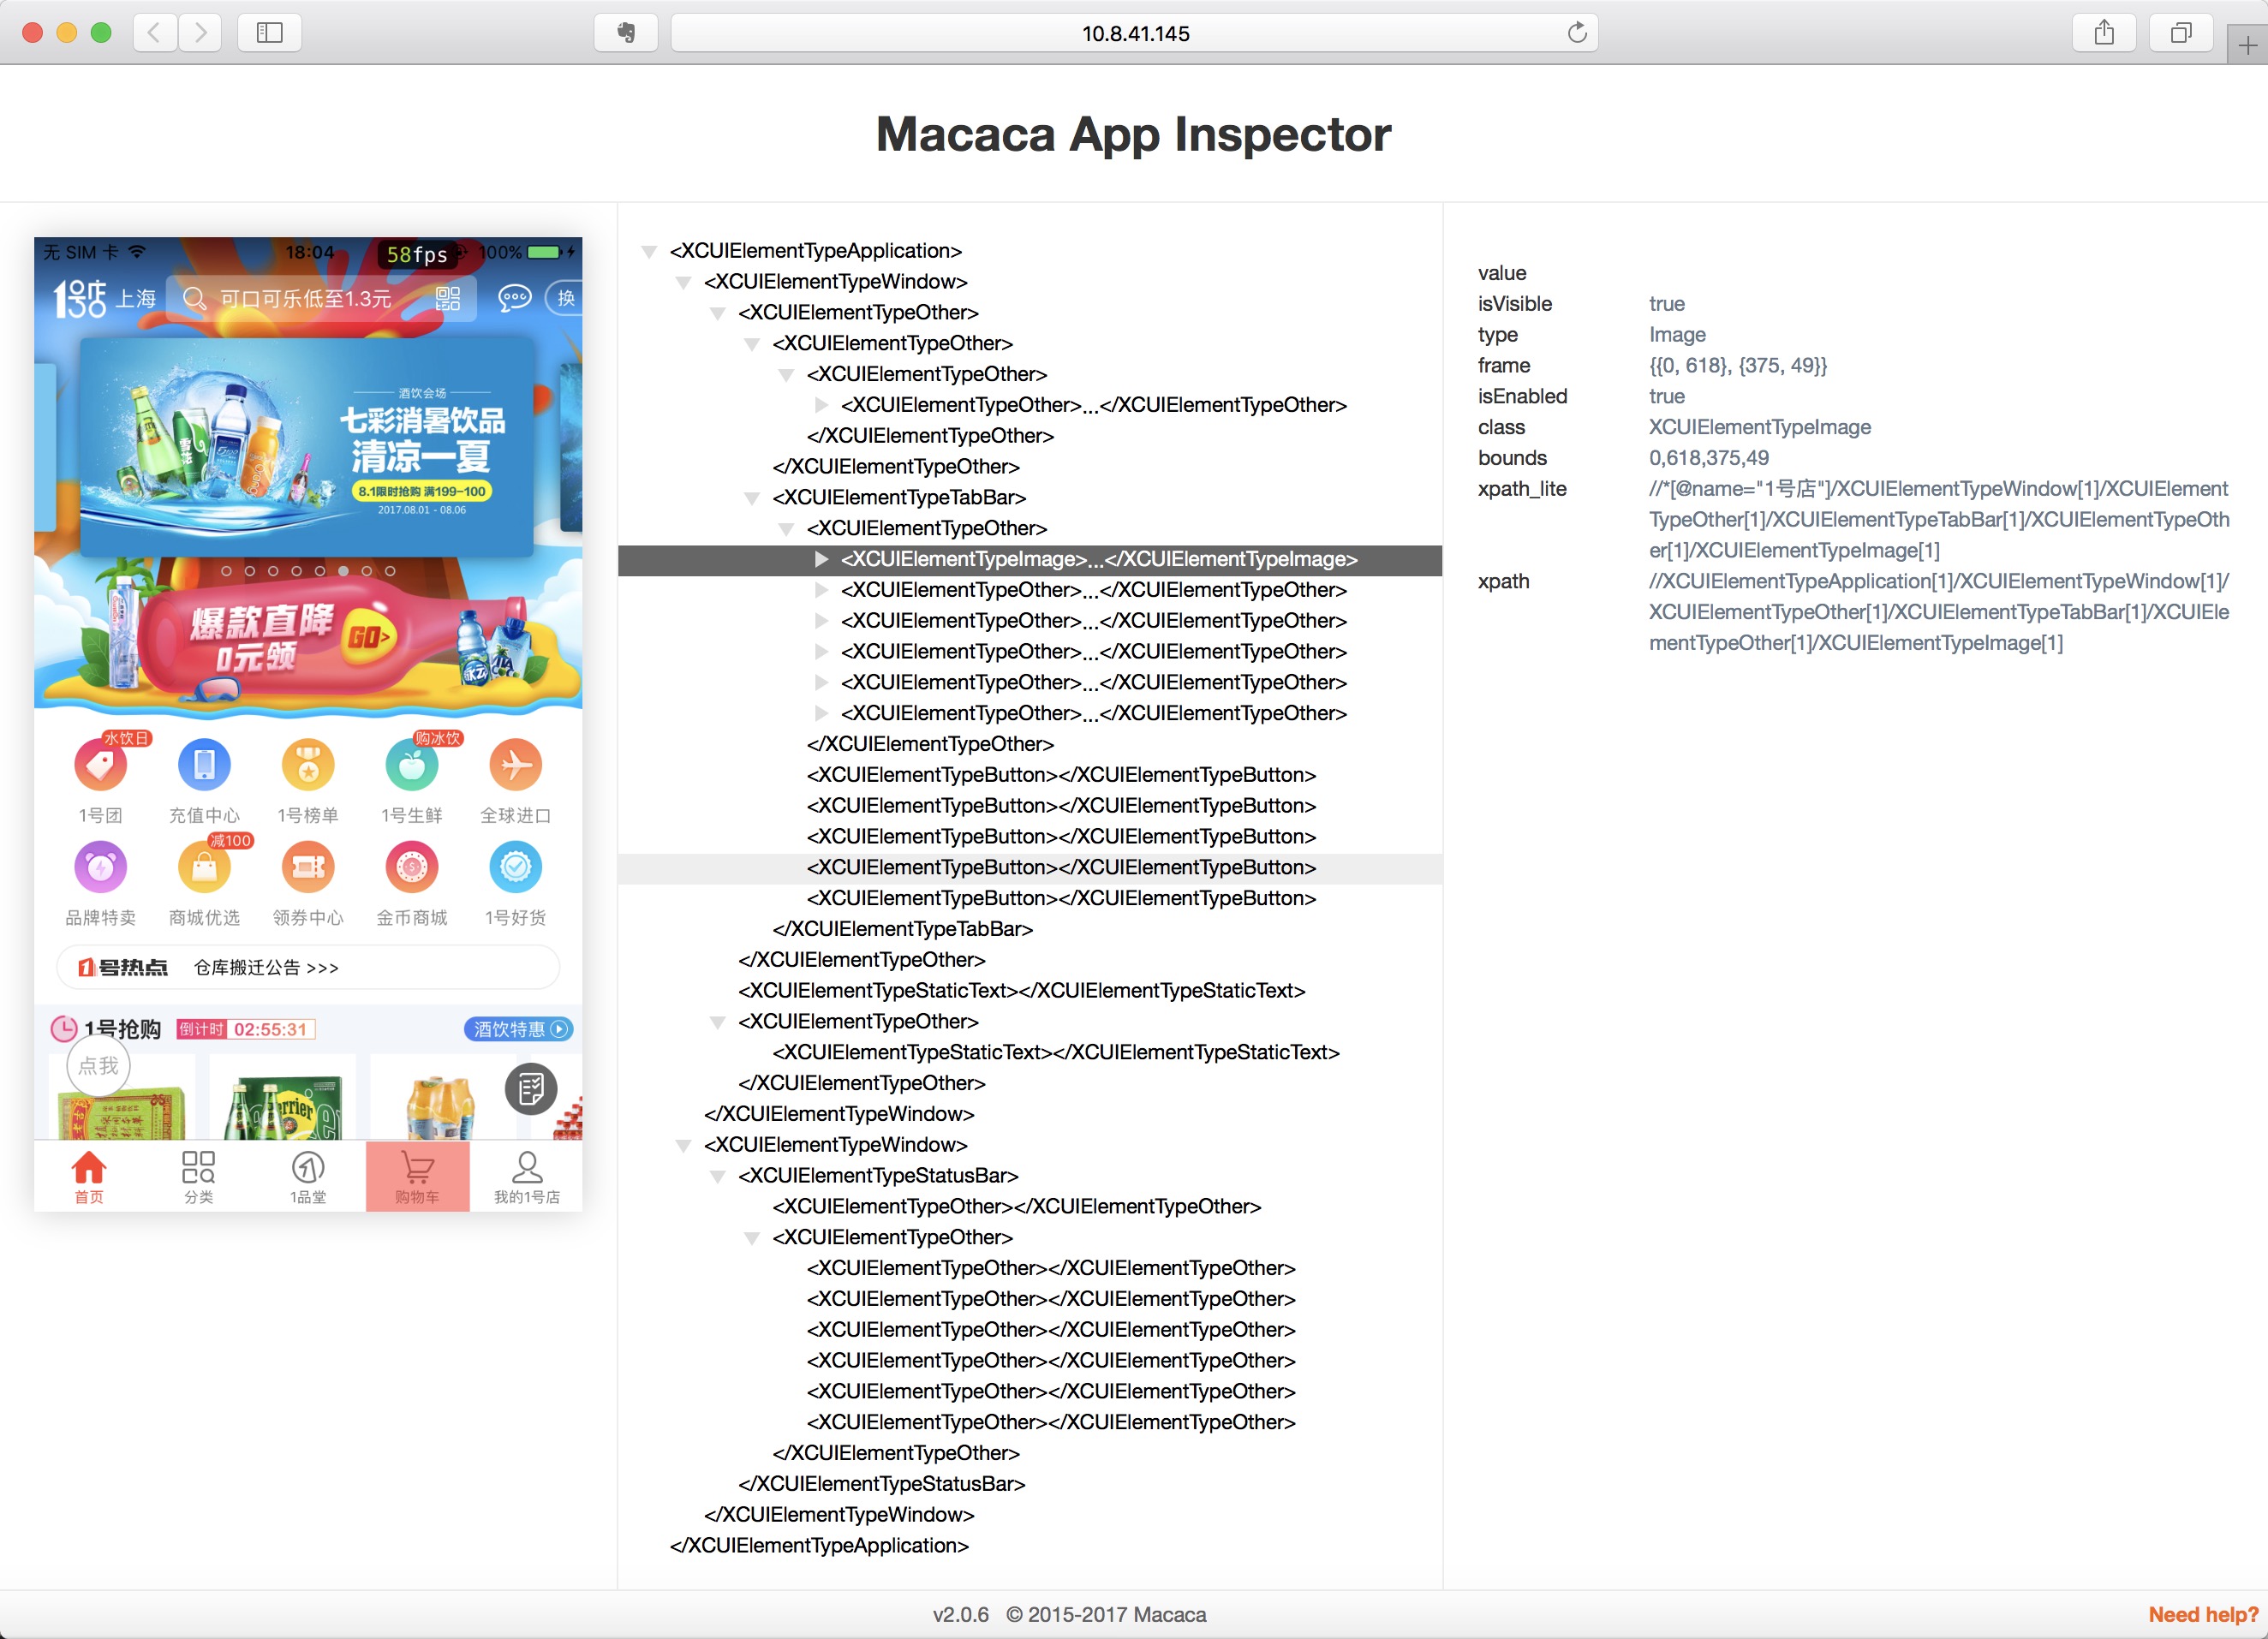 10.8.41.145
Macaca App Inspector
无 SIM 卡
18:04
58fps
100%
1号店
上海
可口可乐低至1.3元
换
酒饮会场
七彩消暑饮品
清凉一夏
8.1限时抢购 满199-100
2017.08.01 - 08.06
爆款直降
0元领
GO>
水饮日
购冰饮
1号团
充值中心
1号榜单
1号生鲜
全球进口
减100
品牌特卖
商城优选
领券中心
金币商城
1号好货
1号热点
仓库搬迁公告 >>>
1号抢购
倒计时 02:55:31
酒饮特惠
点我
首页
分类
1品堂
购物车
我的1号店
<XCUIElementTypeApplication>
<XCUIElementTypeWindow>
<XCUIElementTypeOther>
<XCUIElementTypeOther>
<XCUIElementTypeOther>
<XCUIElementTypeOther>...</XCUIElementTypeOther>
</XCUIElementTypeOther>
</XCUIElementTypeOther>
<XCUIElementTypeTabBar>
<XCUIElementTypeOther>
<XCUIElementTypeImage>...</XCUIElementTypeImage>
<XCUIElementTypeOther>...</XCUIElementTypeOther>
<XCUIElementTypeOther>...</XCUIElementTypeOther>
<XCUIElementTypeOther>...</XCUIElementTypeOther>
<XCUIElementTypeOther>...</XCUIElementTypeOther>
<XCUIElementTypeOther>...</XCUIElementTypeOther>
</XCUIElementTypeOther>
<XCUIElementTypeButton></XCUIElementTypeButton>
<XCUIElementTypeButton></XCUIElementTypeButton>
<XCUIElementTypeButton></XCUIElementTypeButton>
<XCUIElementTypeButton></XCUIElementTypeButton>
<XCUIElementTypeButton></XCUIElementTypeButton>
</XCUIElementTypeTabBar>
</XCUIElementTypeOther>
<XCUIElementTypeStaticText></XCUIElementTypeStaticText>
<XCUIElementTypeOther>
<XCUIElementTypeStaticText></XCUIElementTypeStaticText>
</XCUIElementTypeOther>
</XCUIElementTypeWindow>
<XCUIElementTypeWindow>
<XCUIElementTypeStatusBar>
<XCUIElementTypeOther></XCUIElementTypeOther>
<XCUIElementTypeOther>
<XCUIElementTypeOther></XCUIElementTypeOther>
<XCUIElementTypeOther></XCUIElementTypeOther>
<XCUIElementTypeOther></XCUIElementTypeOther>
<XCUIElementTypeOther></XCUIElementTypeOther>
<XCUIElementTypeOther></XCUIElementTypeOther>
<XCUIElementTypeOther></XCUIElementTypeOther>
</XCUIElementTypeOther>
</XCUIElementTypeStatusBar>
</XCUIElementTypeWindow>
</XCUIElementTypeApplication>
value
isVisible true
type Image
frame {{0, 618}, {375, 49}}
isEnabled true
class XCUIElementTypeImage
bounds 0,618,375,49
xpath_lite //*[@name="1号店"]/XCUIElementTypeWindow[1]/XCUIElement
TypeOther[1]/XCUIElementTypeTabBar[1]/XCUIElementTypeOth
er[1]/XCUIElementTypeImage[1]
xpath //XCUIElementTypeApplication[1]/XCUIElementTypeWindow[1]/
XCUIElementTypeOther[1]/XCUIElementTypeTabBar[1]/XCUIEle
mentTypeOther[1]/XCUIElementTypeImage[1]
v2.0.6 © 2015-2017 Macaca
Need help?